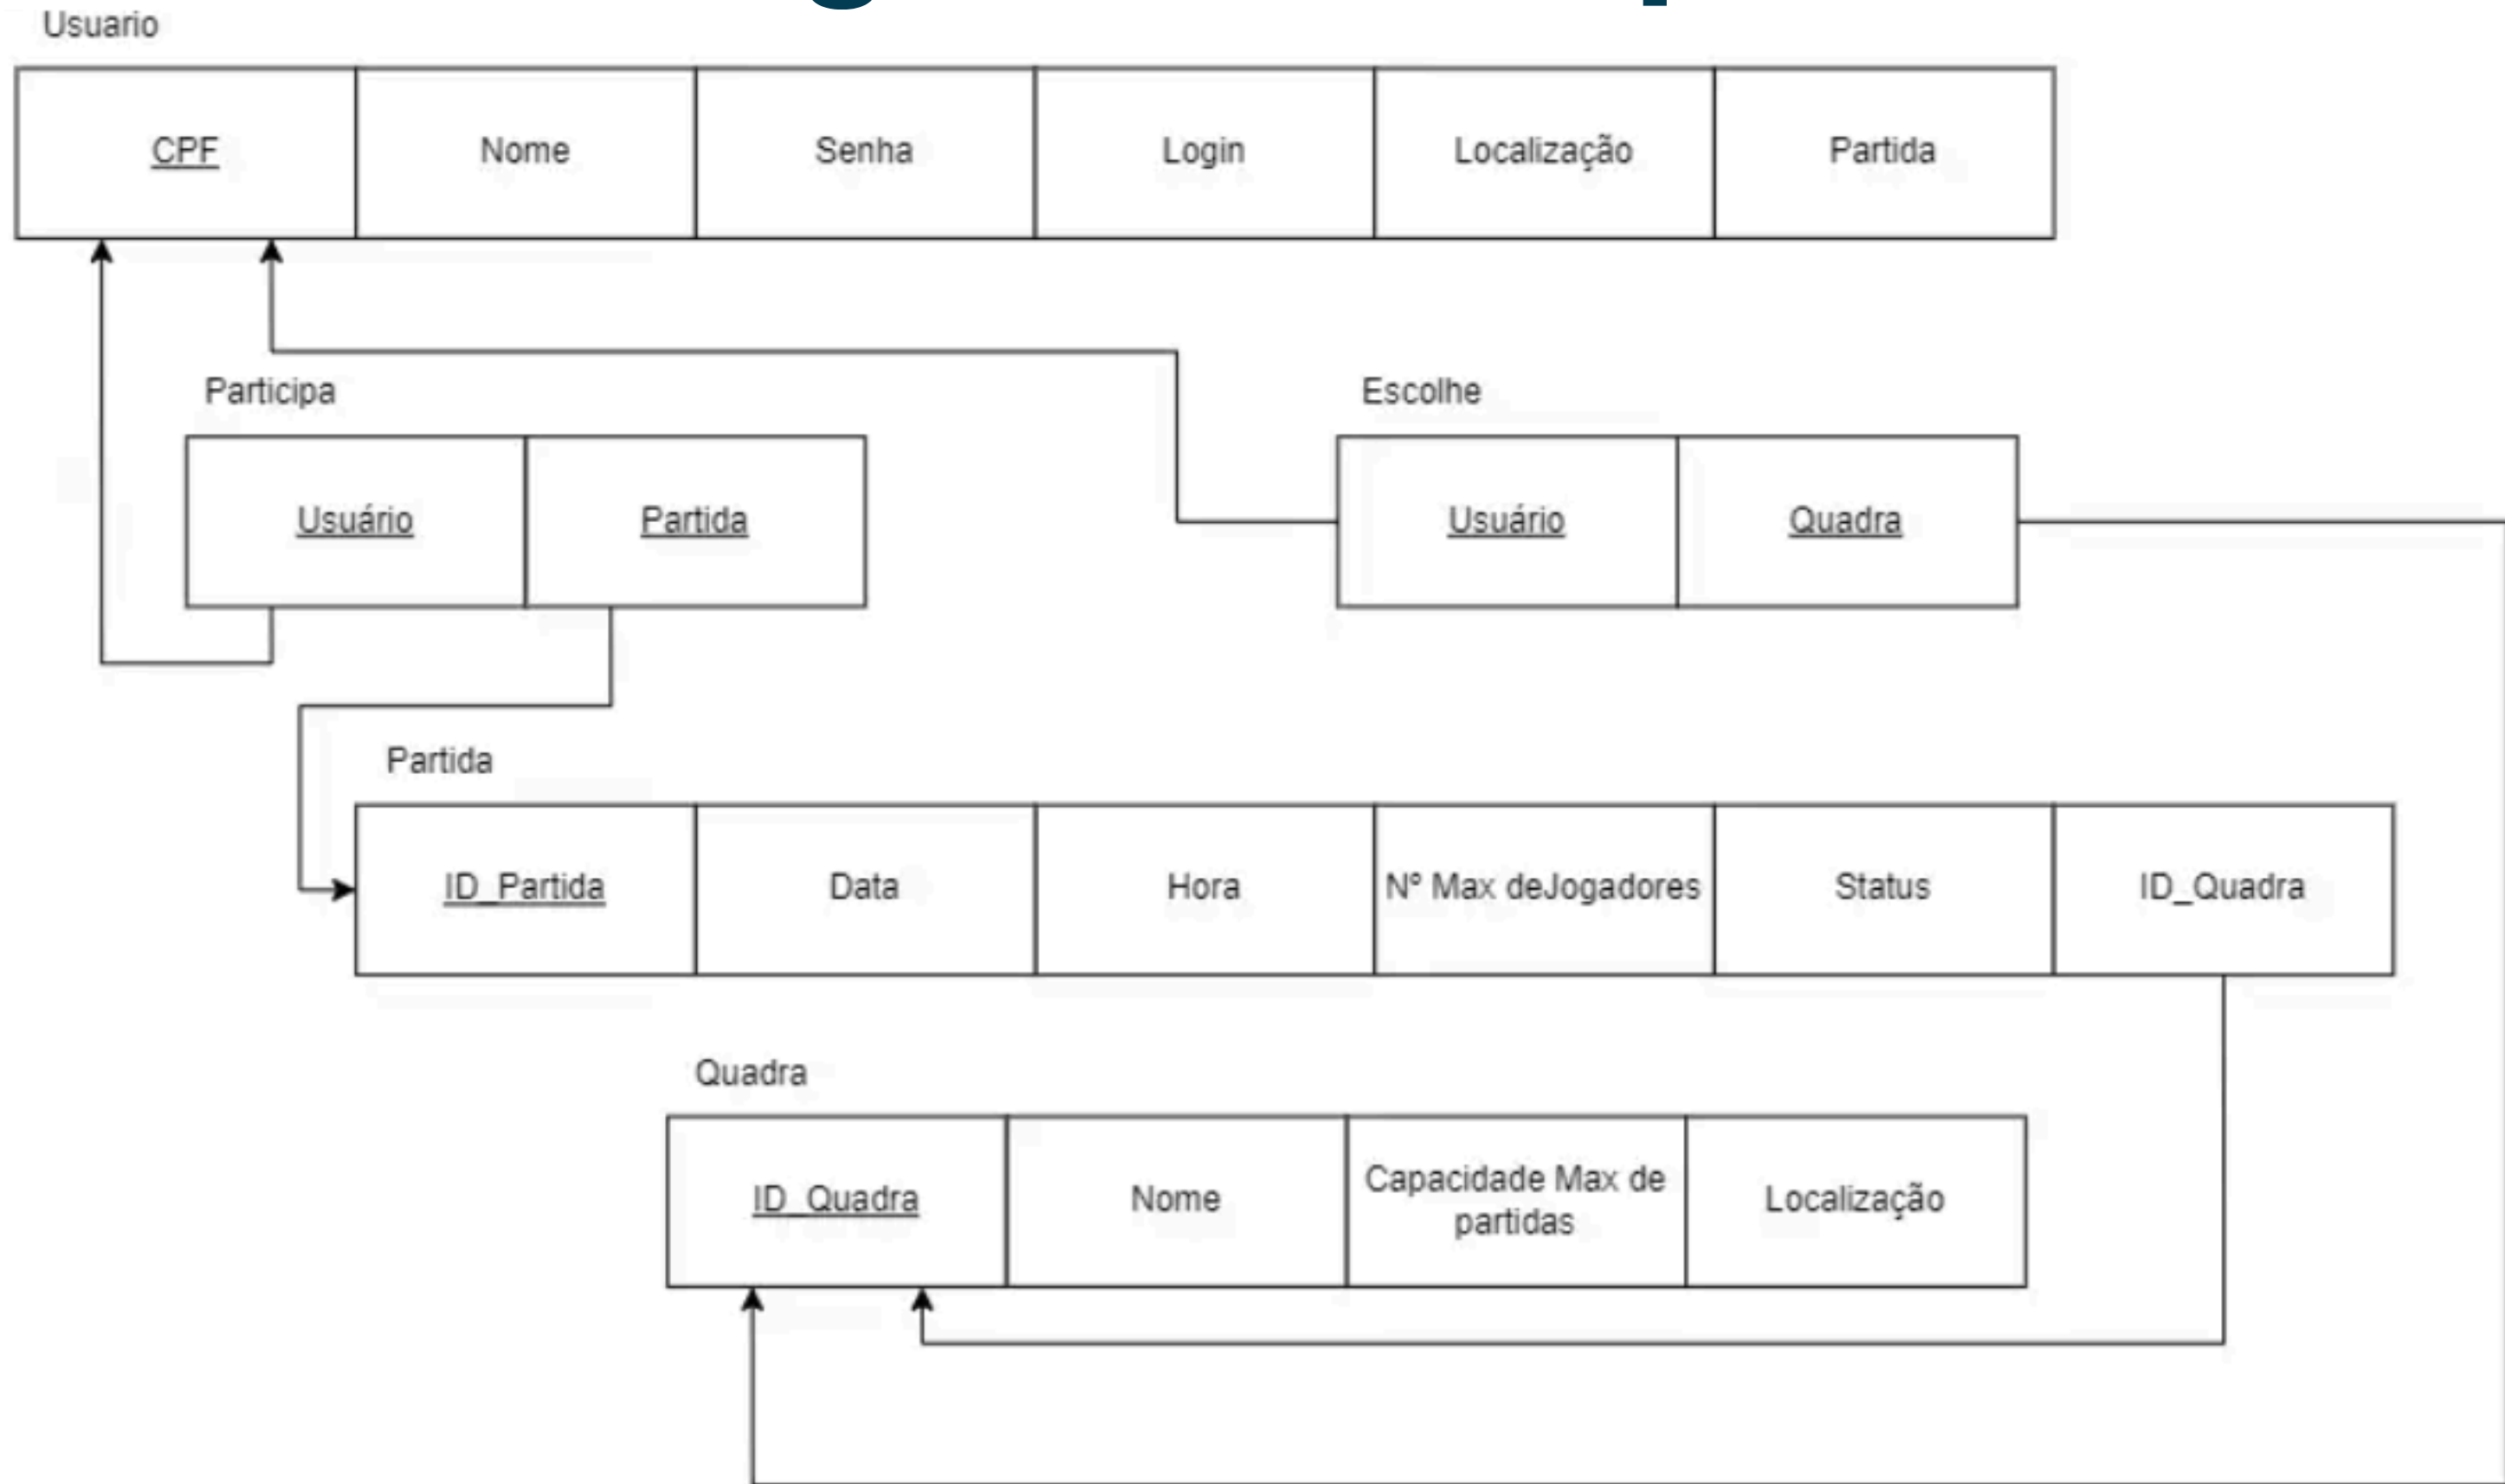 Usuario
CPF
Nome
Senha
Login
Localização
Partida
Participa
Escolhe
Usuário
Partida
Usuário
Quadra
Partida
ID_Partida
Data
Hora
Nº Max deJogadores
Status
ID_Quadra
Quadra
ID_Quadra
Nome
Capacidade Max de
partidas
Localização